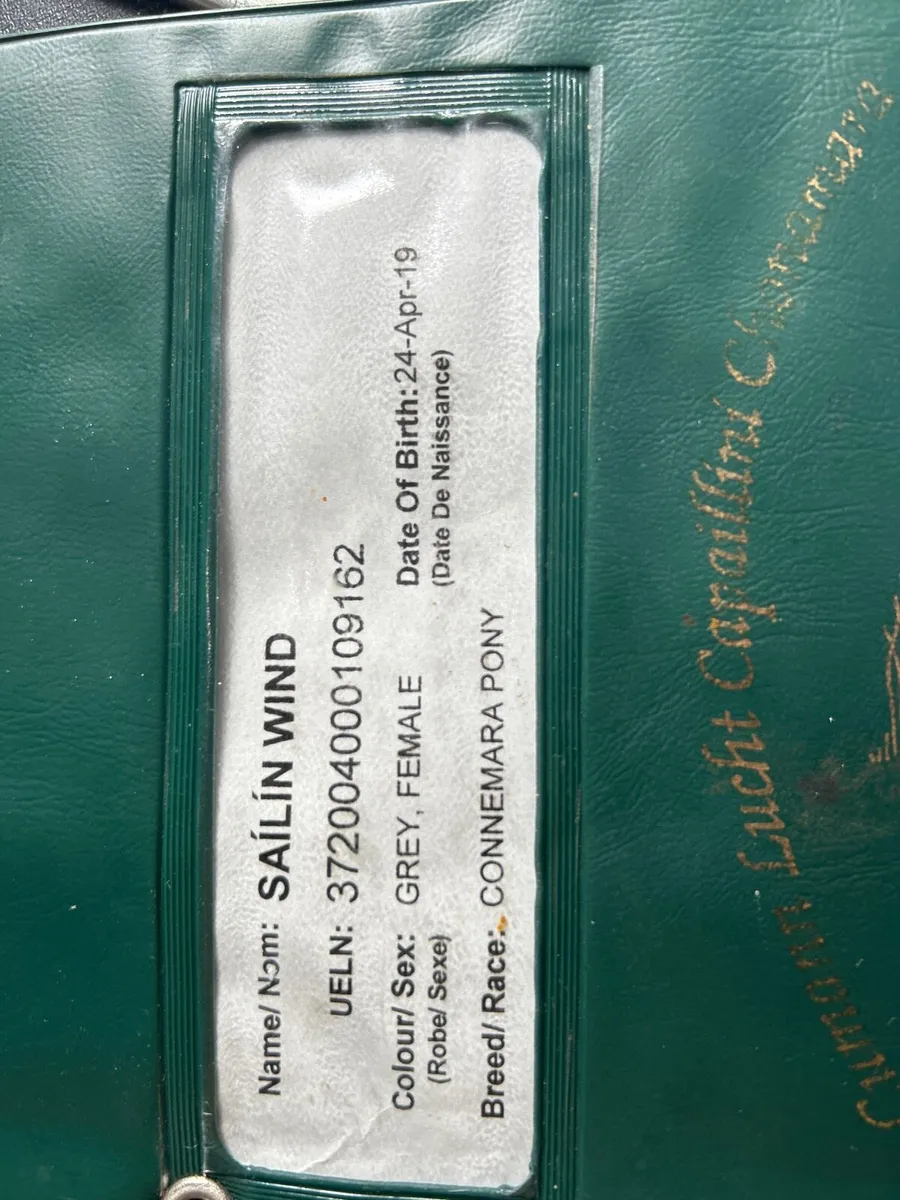 Name/ Nom: SAÍLÍN WIND
UELN: 372004000109162
Colour/ Sex: GREY, FEMALE Date Of Birth: 24-Apr-19
(Robe/ Sexe) (Date De Naissance)
Breed/ Race: CONNEMARA PONY
Cumann Lucht Capaillíní Chonamara